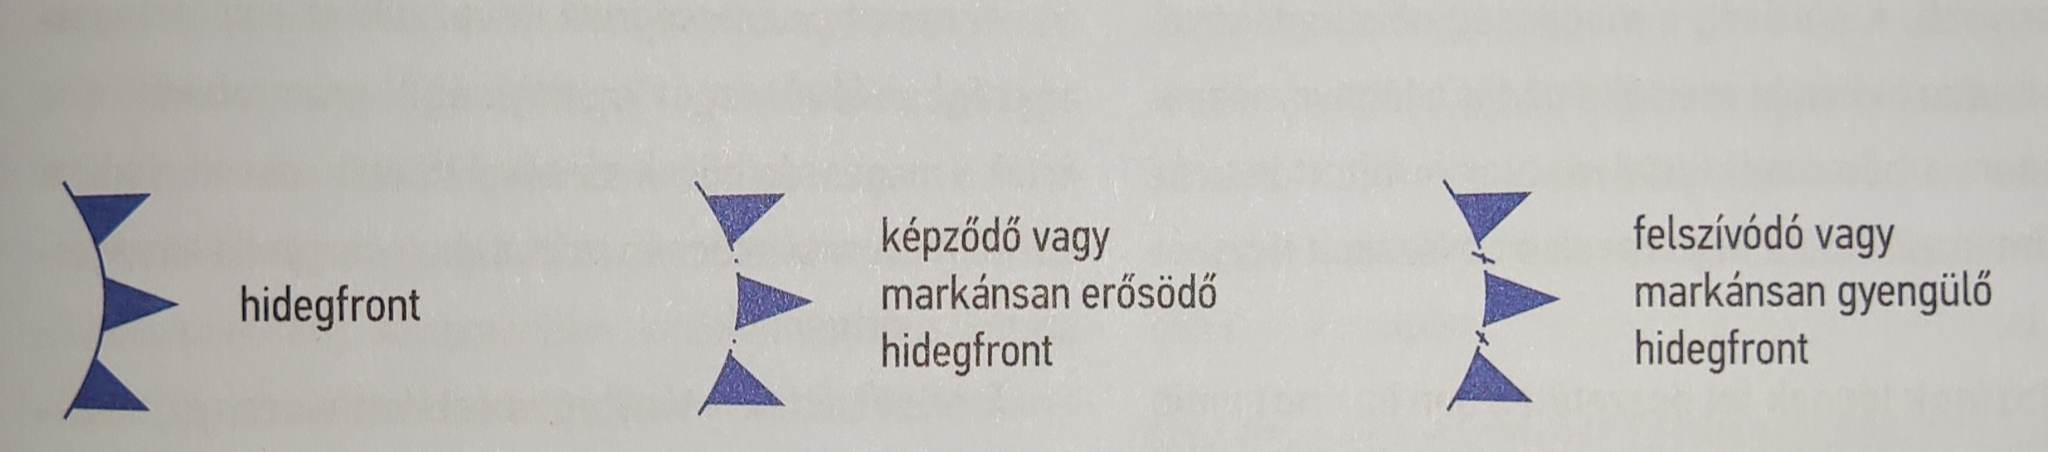 hidegfront
képződő vagy
markánsan erősödő
hidegfront
felszívódó vagy
markánsan gyengülő
hidegfront